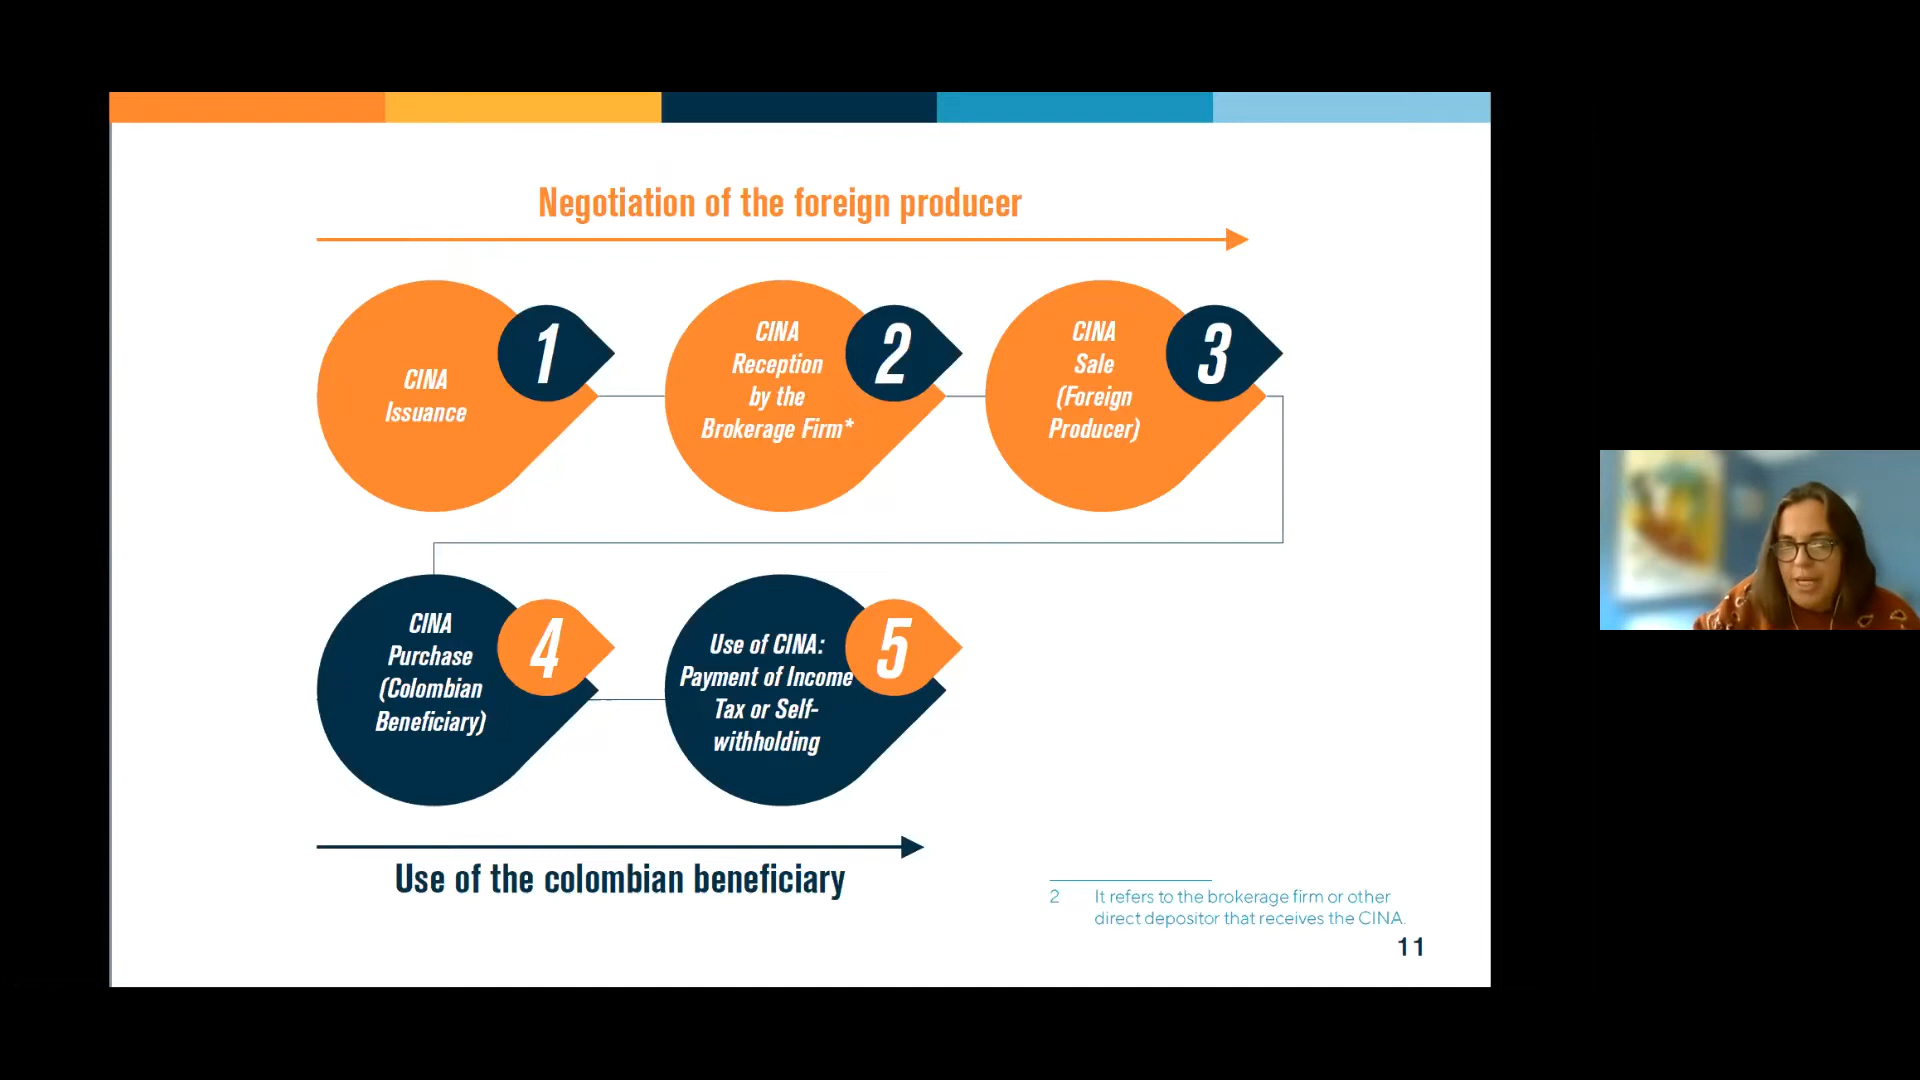 Negotiation of the foreign producer
CINA
Issuance
1
CINA
Reception
by the
Brokerage Firm*
2
CINA
Sale
(Foreign
Producer)
3
CINA
Purchase
(Colombian
Beneficiary)
4
Use of CINA:
Payment of Income
Tax or Self-
withholding
5
Use of the colombian beneficiary
2 It refers to the brokerage firm or other
direct depositor that receives the CINA.
11